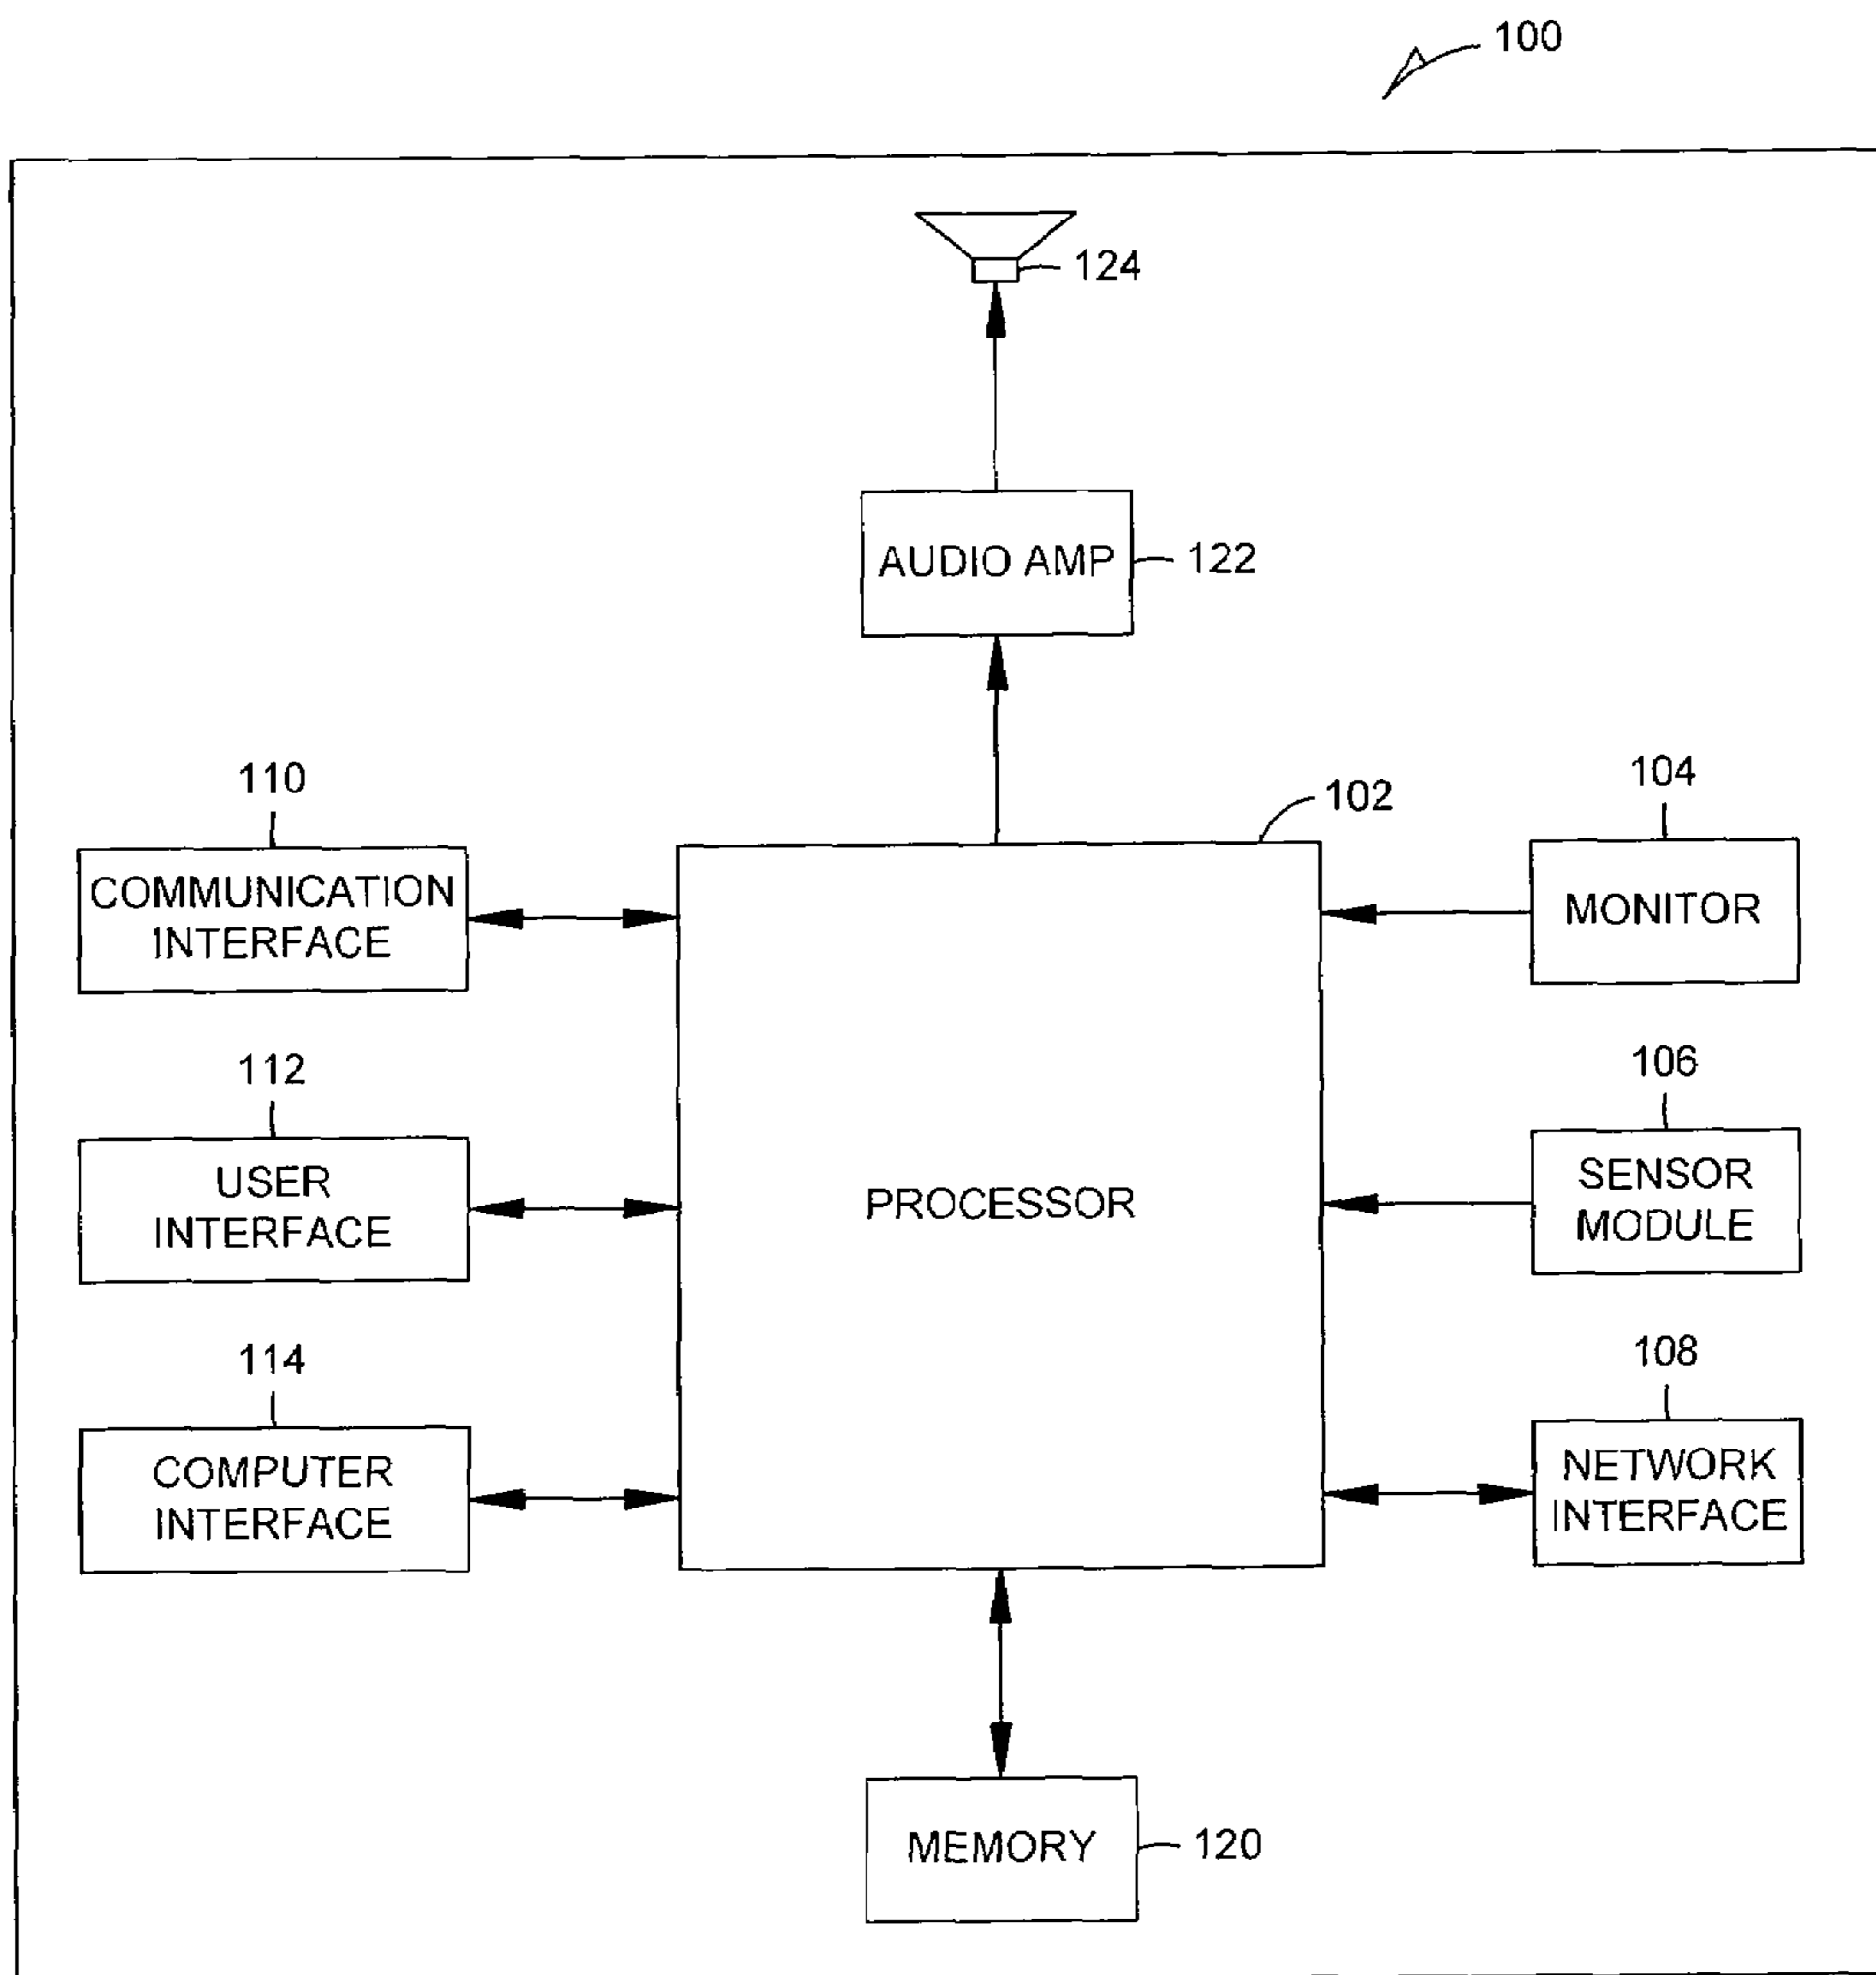 100
124
AUDIO AMP
122
110
102
104
COMMUNICATION
INTERFACE
MONITOR
112
106
USER
INTERFACE
PROCESSOR
SENSOR
MODULE
114
108
COMPUTER
INTERFACE
NETWORK
INTERFACE
MEMORY
120